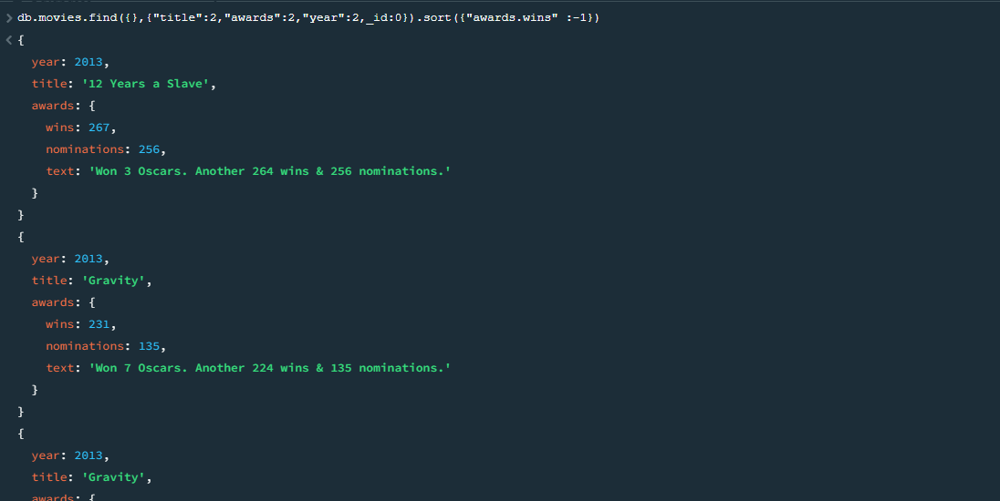 db.movies.find({},{"title":2,"awards":2,"year":2,_id:0}).sort({"awards.wins" :-1})
{
year: 2013,
title: '12 Years a Slave',
awards: {
wins: 267,
nominations: 256,
text: 'Won 3 Oscars. Another 264 wins & 256 nominations.'
}
}
{
year: 2013,
title: 'Gravity',
awards: {
wins: 231,
nominations: 135,
text: 'Won 7 Oscars. Another 224 wins & 135 nominations.'
}
}
{
year: 2013,
title: 'Gravity',
awards: {